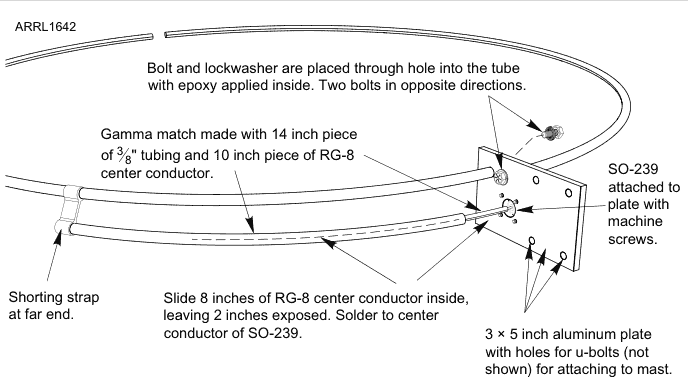 ARRL1642
Bolt and lockwasher are placed through hole into the tube
with epoxy applied inside. Two bolts in opposite directions.
Gamma match made with 14 inch piece
of 3⁄8" tubing and 10 inch piece of RG-8
center conductor.
SO-239
attached to
plate with
machine
screws.
Shorting strap
at far end.
Slide 8 inches of RG-8 center conductor inside,
leaving 2 inches exposed. Solder to center
conductor of SO-239.
3 × 5 inch aluminum plate
with holes for u-bolts (not
shown) for attaching to mast.